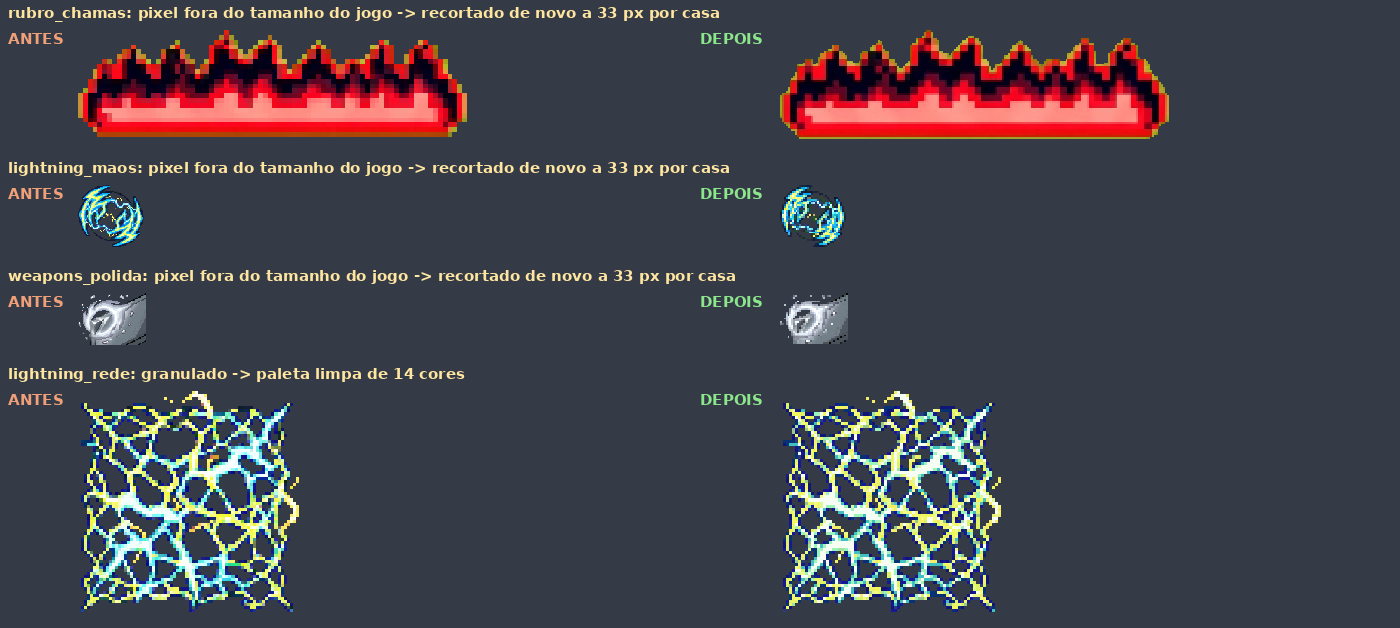 rubro_chamas: pixel fora do tamanho do jogo -> recortado de novo a 33 px por casa
ANTES
DEPOIS
lightning_maos: pixel fora do tamanho do jogo -> recortado de novo a 33 px por casa
ANTES
DEPOIS
weapons_polida: pixel fora do tamanho do jogo -> recortado de novo a 33 px por casa
ANTES
DEPOIS
lightning_rede: granulado -> paleta limpa de 14 cores
ANTES
DEPOIS